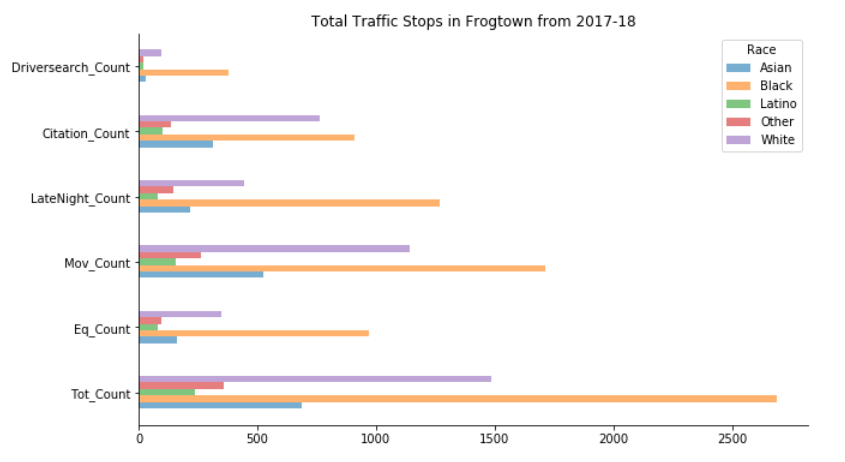 Total Traffic Stops in Frogtown from 2017-18
Race
Asian
Black
Latino
Other
White
Driversearch_Count
Citation_Count
LateNight_Count
Mov_Count
Eq_Count
Tot_Count
0 500 1000 1500 2000 2500